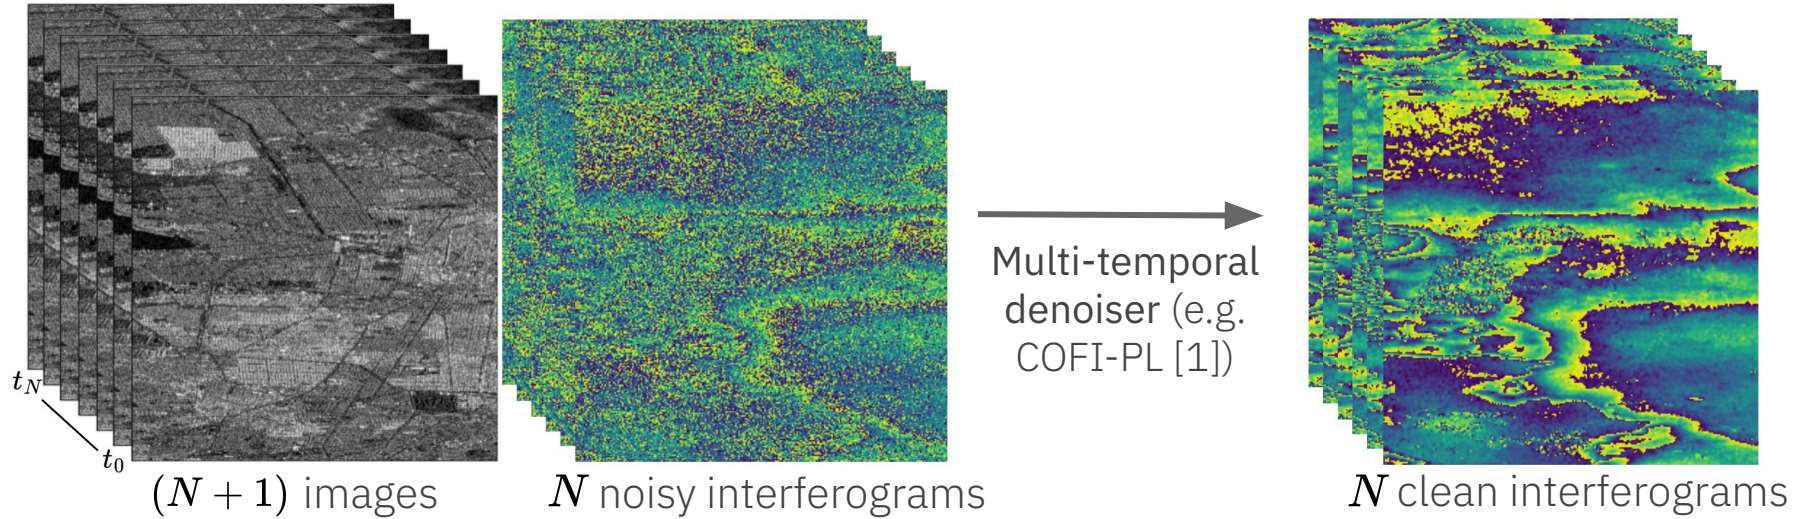 t_N
t_0
(N + 1) images
N noisy interferograms
Multi-temporal
denoiser (e.g.
COFI-PL [1])
N clean interferograms